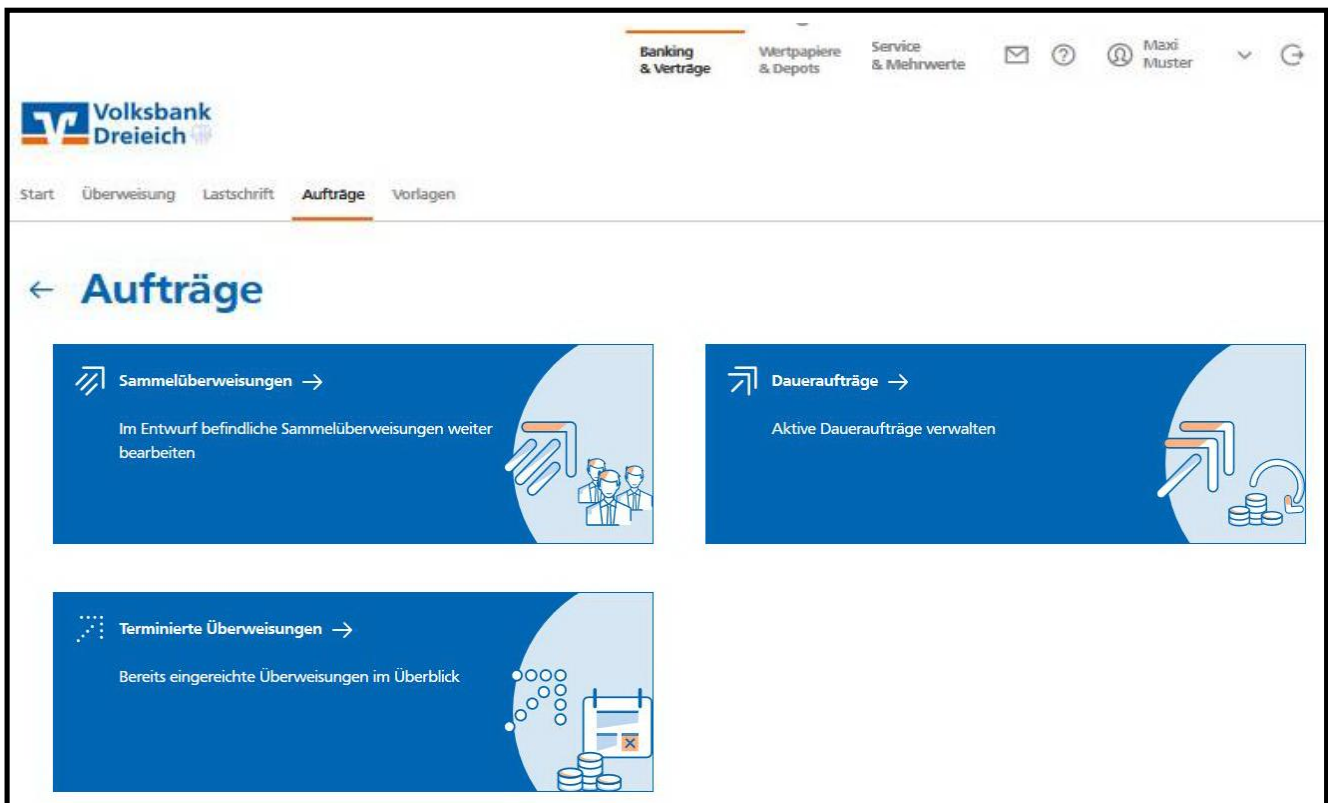 Banking
& Verträge
Wertpapiere
& Depots
Service
& Mehrwerte
Maxi
Muster
Volksbank
Dreieich
Start Überweisung Lastschrift Aufträge Vorlagen
← Aufträge
Sammelüberweisungen →
Im Entwurf befindliche Sammelüberweisungen weiter
bearbeiten
Daueraufträge →
Aktive Daueraufträge verwalten
Terminierte Überweisungen →
Bereits eingereichte Überweisungen im Überblick